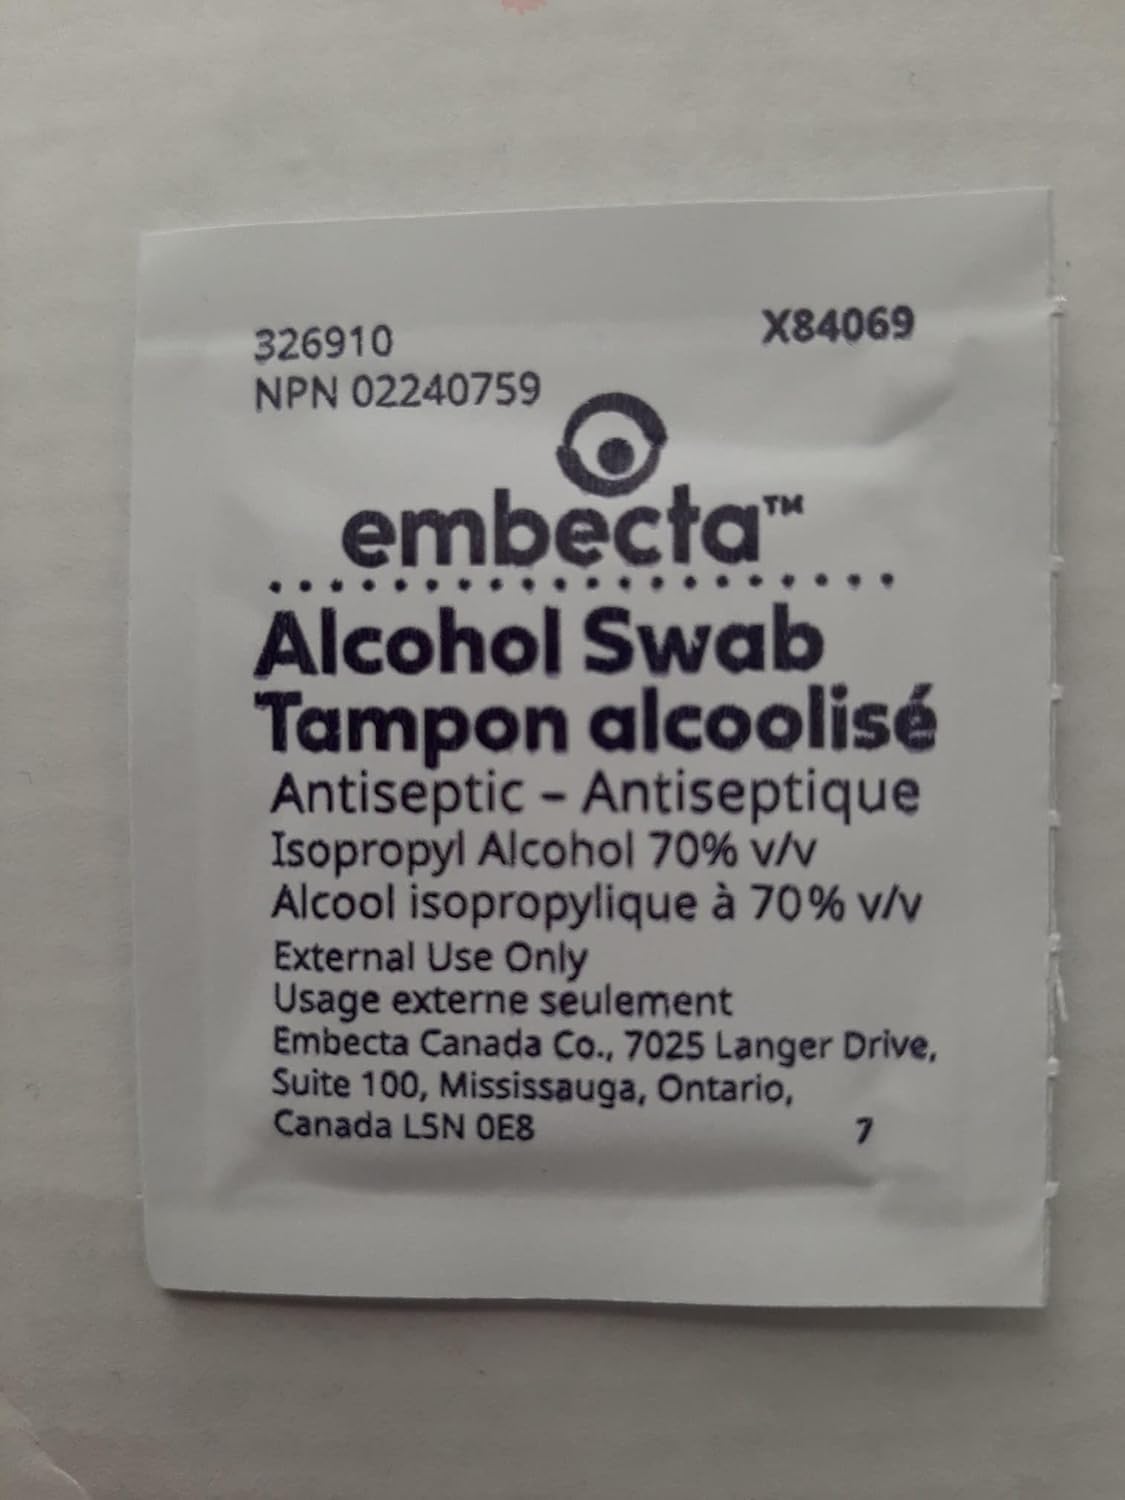 326910 X84069
NPN 02240759
embecta™
Alcohol Swab
Tampon alcoolisé
Antiseptic – Antiseptique
Isopropyl Alcohol 70% v/v
Alcool isopropylique à 70% v/v
External Use Only
Usage externe seulement
Embecta Canada Co., 7025 Langer Drive,
Suite 100, Mississauga, Ontario,
Canada L5N 0E8 7